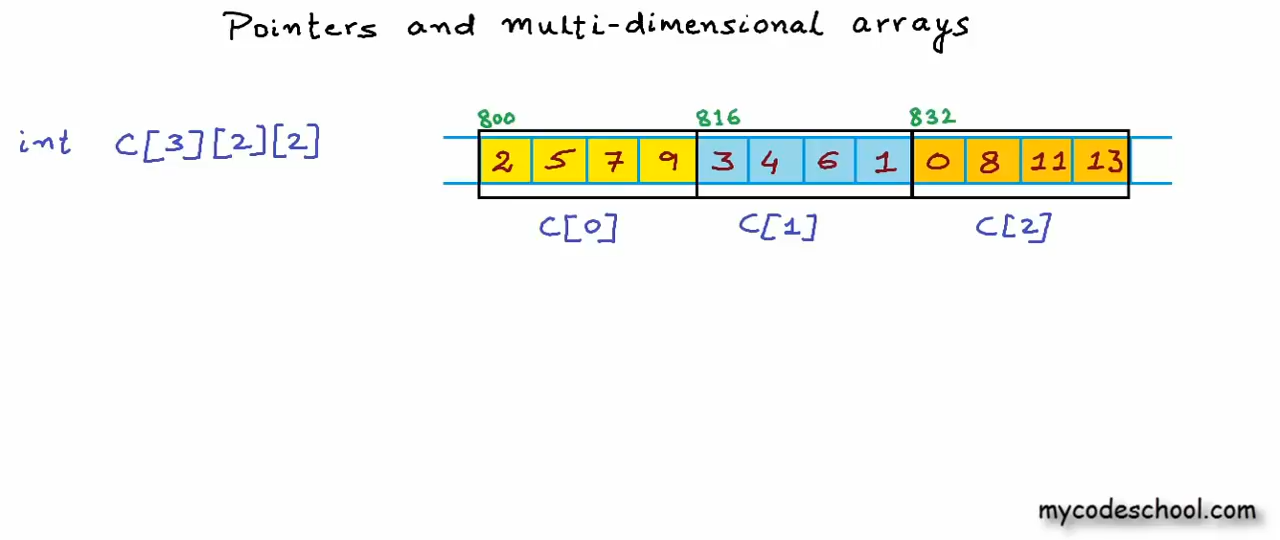 Pointers and multi-dimensional arrays
int C[3][2][2]
800 816 832
2 5 7 9 3 4 6 1 0 8 11 13
C[0] C[1] C[2]
mycodeschool.com